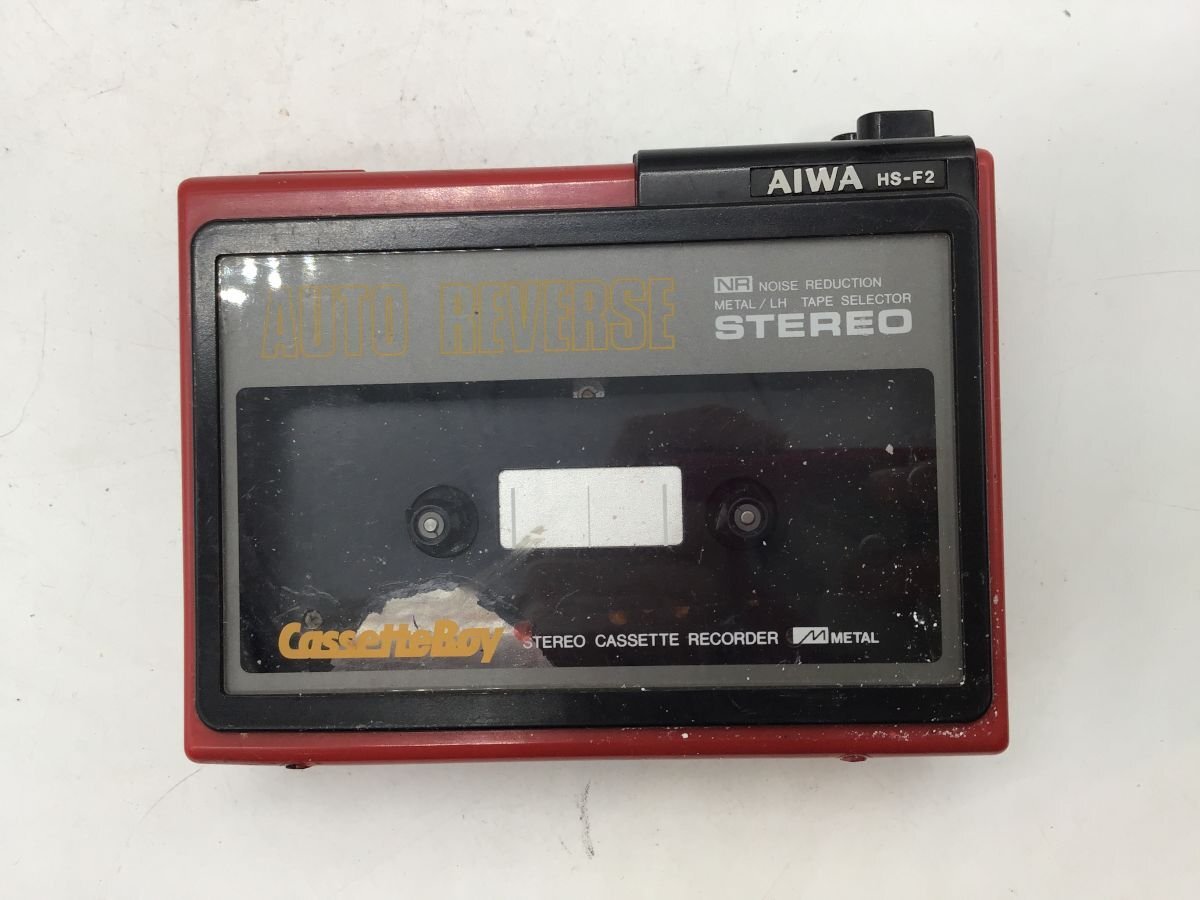 AIWA HS-F2
AUTO REVERSE
NR NOISE REDUCTION
METAL/LH TAPE SELECTOR
STEREO
CassetteBoy STEREO CASSETTE RECORDER METAL